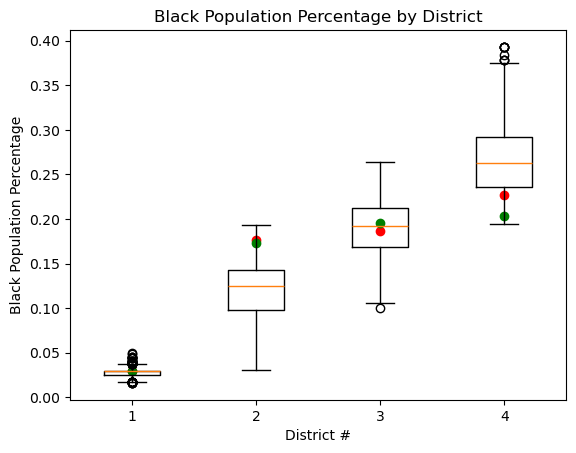 Black Population Percentage by District
Black Population Percentage
0.40
0.35
0.30
0.25
0.20
0.15
0.10
0.05
0.00
1 2 3 4
District #